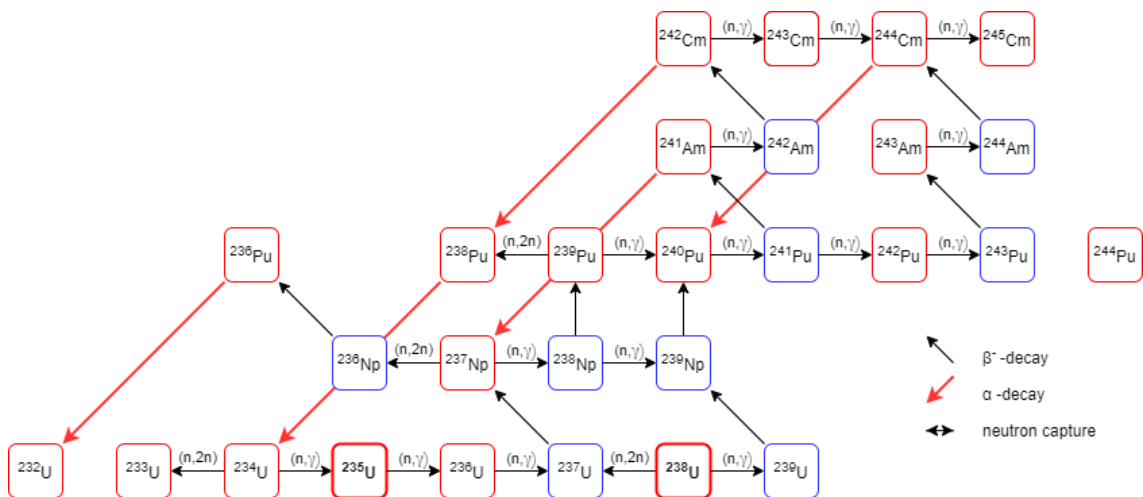 ²⁴²Cm (n,γ) ²⁴³Cm (n,γ) ²⁴⁴Cm (n,γ) ²⁴⁵Cm
²⁴¹Am (n,γ) ²⁴²Am ²⁴³Am (n,γ) ²⁴⁴Am
²³⁶Pu ²³⁸Pu (n,2n) ²³⁹Pu (n,γ) ²⁴⁰Pu (n,γ) ²⁴¹Pu (n,γ) ²⁴²Pu (n,γ) ²⁴³Pu ²⁴⁴Pu
²³⁶Np (n,2n) ²³⁷Np (n,γ) ²³⁸Np (n,γ) ²³⁹Np
β⁻ -decay
α -decay
neutron capture
²³²U ²³³U (n,2n) ²³⁴U (n,γ) ²³⁵U (n,γ) ²³⁶U (n,γ) ²³⁷U (n,2n) ²³⁸U (n,γ) ²³⁹U